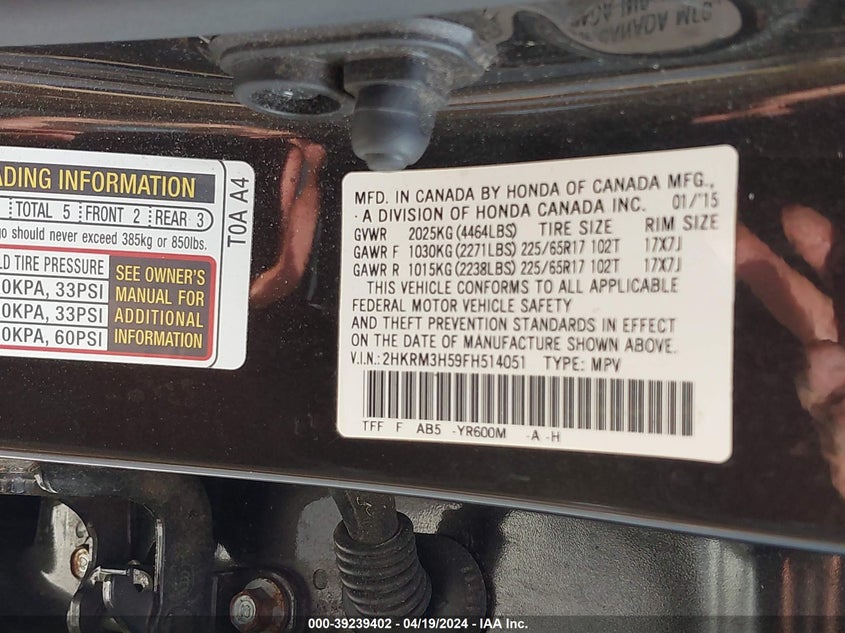 ADING INFORMATION
TOTAL 5 FRONT 2 REAR 3
go should never exceed 385kg or 850lbs.
D TIRE PRESSURE
0KPA, 33PSI
0KPA, 33PSI
0KPA, 60PSI
SEE OWNER'S
MANUAL FOR
ADDITIONAL
INFORMATION
T0A A4
MFD. IN CANADA BY HONDA OF CANADA MFG.,
A DIVISION OF HONDA CANADA INC. 01/'15
GVWR 2025KG (4464LBS) TIRE SIZE RIM SIZE
GAWR F 1030KG (2271LBS) 225/65R17 102T 17X7J
GAWR R 1015KG (2238LBS) 225/65R17 102T 17X7J
THIS VEHICLE CONFORMS TO ALL APPLICABLE
FEDERAL MOTOR VEHICLE SAFETY
AND THEFT PREVENTION STANDARDS IN EFFECT
ON THE DATE OF MANUFACTURE SHOWN ABOVE.
V.I.N.: 2HKRM3H59FH514051 TYPE: MPV
TFF F AB5 -YR600M -A -H
000-39239402 - 04/19/2024 - IAA Inc.